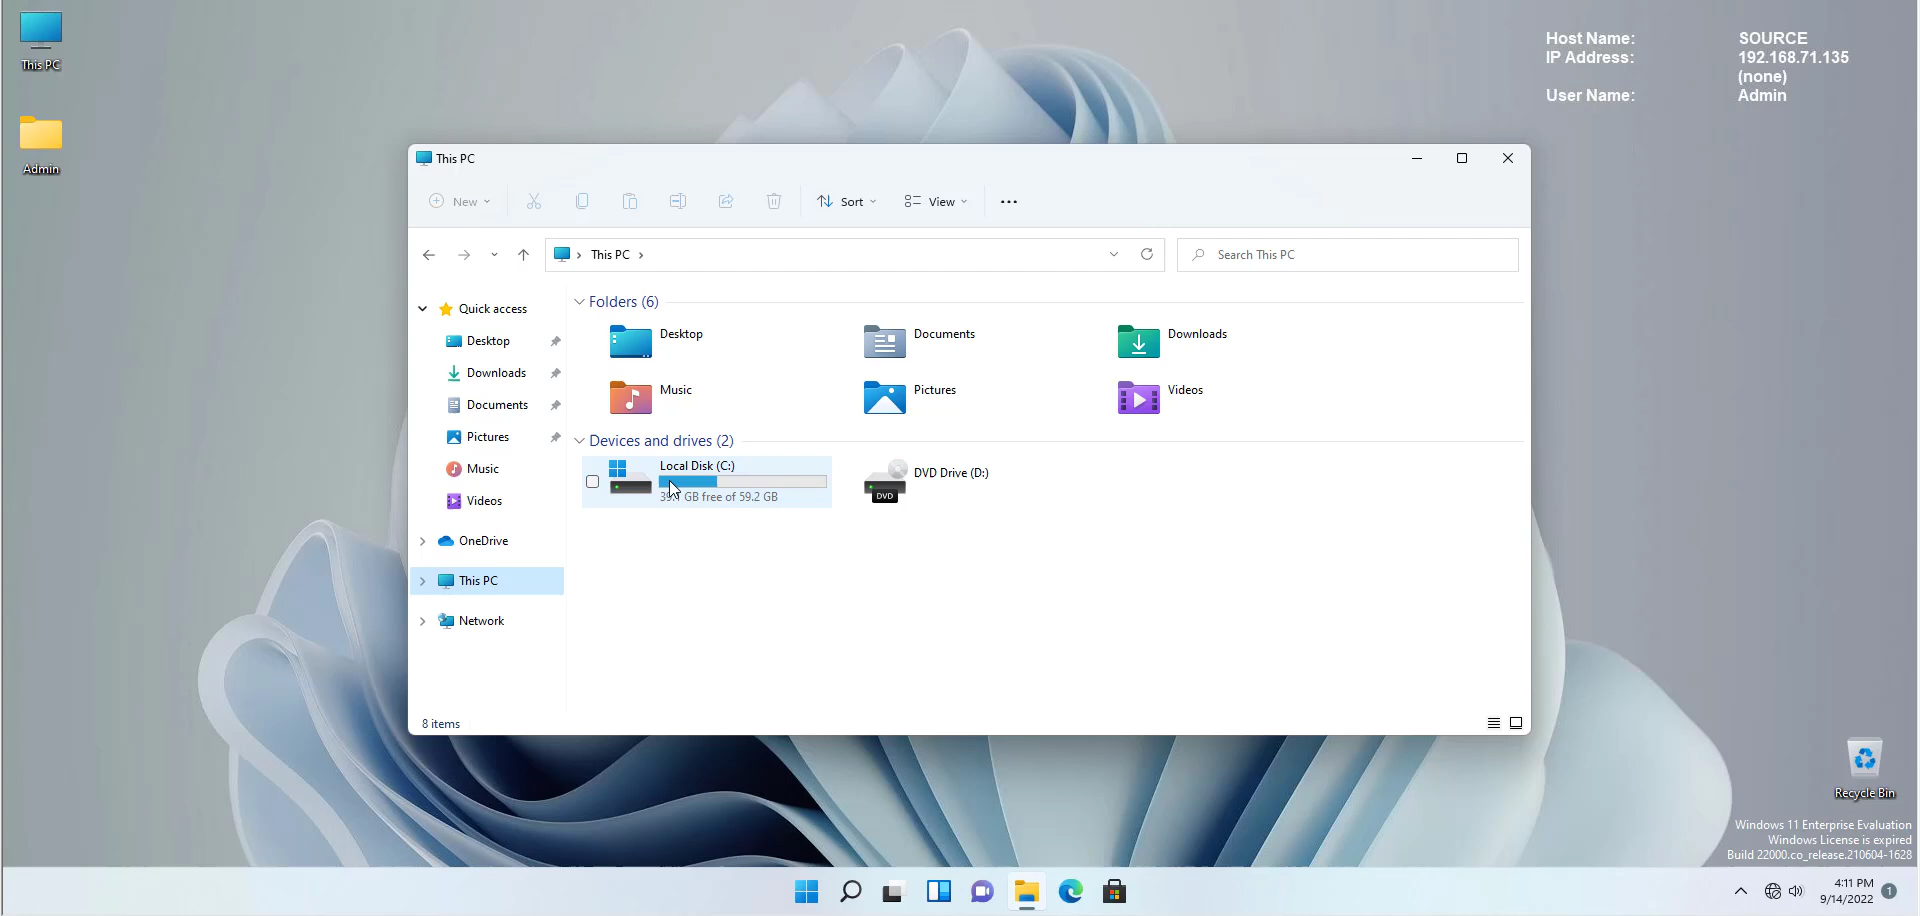 This PC
Admin
Host Name: SOURCE
IP Address: 192.168.71.135
(none)
User Name: Admin
This PC
New
Sort
View
This PC
Search This PC
Quick access
Desktop
Downloads
Documents
Pictures
Music
Videos
OneDrive
This PC
Network
Folders (6)
Desktop
Documents
Downloads
Music
Pictures
Videos
Devices and drives (2)
Local Disk (C:)
GB free of 59.2 GB
DVD Drive (D:)
DVD
8 items
Recycle Bin
Windows 11 Enterprise Evaluation
Windows License is expired
Build 22000.co_release.210604-1628
4:11 PM
9/14/2022
1